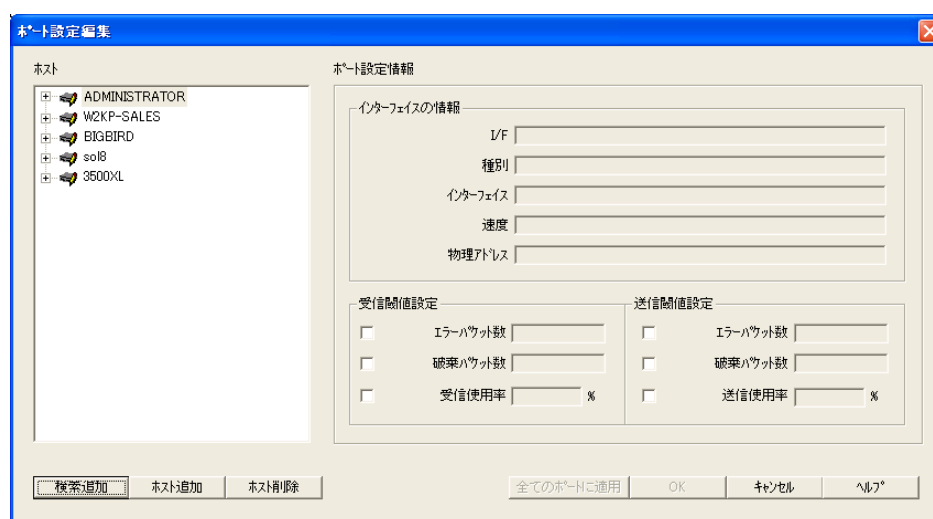 ポート設定編集
ホスト
ADMINISTRATOR
W2KP-SALES
BIGBIRD
sol8
3500XL
ポート設定情報
インターフェイスの情報
I/F
種別
インターフェイス
速度
物理アドレス
受信閾値設定
エラーパケット数
破棄パケット数
受信使用率 %
送信閾値設定
エラーパケット数
破棄パケット数
送信使用率 %
検索追加 ホスト追加 ホスト削除 全てのポートに適用 OK キャンセル ヘルプ